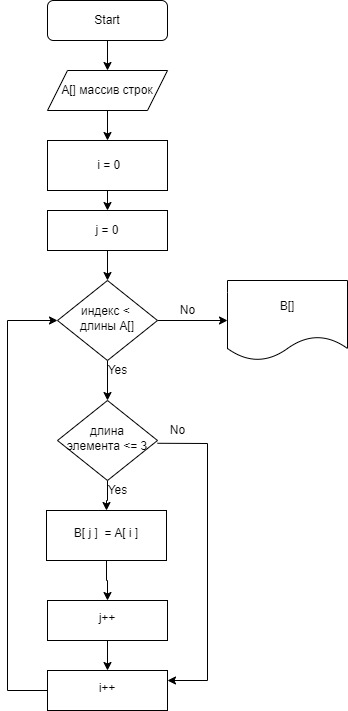 Start
A[] массив строк
i = 0
j = 0
индекс <
длины A[]
No
B[]
Yes
длина
элемента <= 3
No
Yes
B[ j ] = A[ i ]
j++
i++